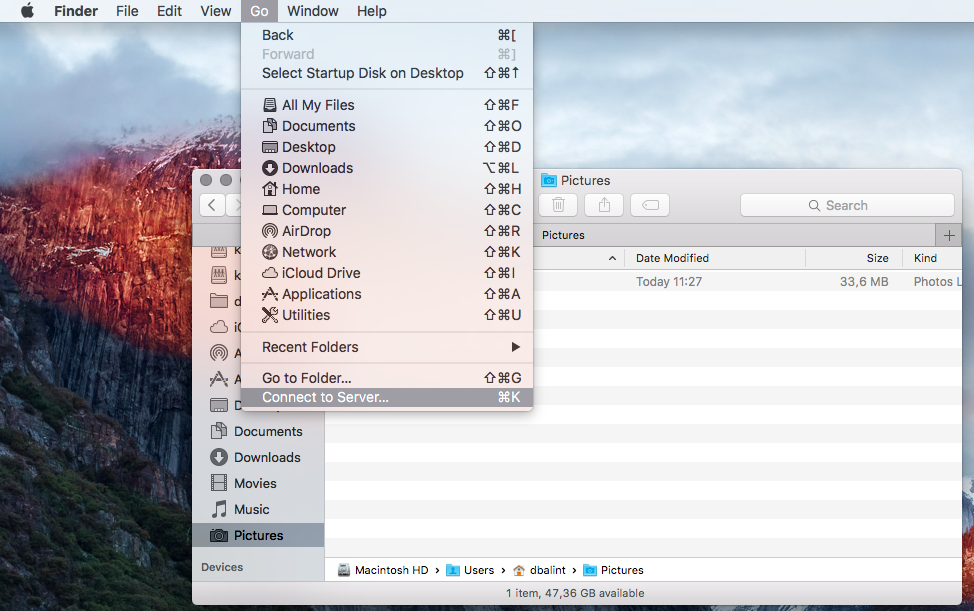 Finder File Edit View Go Window Help
Back ⌘[
Forward ⌘]
Select Startup Disk on Desktop ⇧⌘↑
All My Files ⇧⌘F
Documents ⇧⌘O
Desktop ⇧⌘D
Downloads ⌥⌘L
Home ⇧⌘H
Computer ⇧⌘C
AirDrop ⇧⌘R
Network ⇧⌘K
iCloud Drive ⇧⌘I
Applications ⇧⌘A
Utilities ⇧⌘U
Recent Folders ▶
Go to Folder... ⇧⌘G
Connect to Server... ⌘K
Pictures
Search
Pictures
Date Modified Size Kind
Today 11:27 33,6 MB Photos L
Documents
Downloads
Movies
Music
Pictures
Devices
Macintosh HD › Users › dbalint › Pictures
1 item, 47,36 GB available